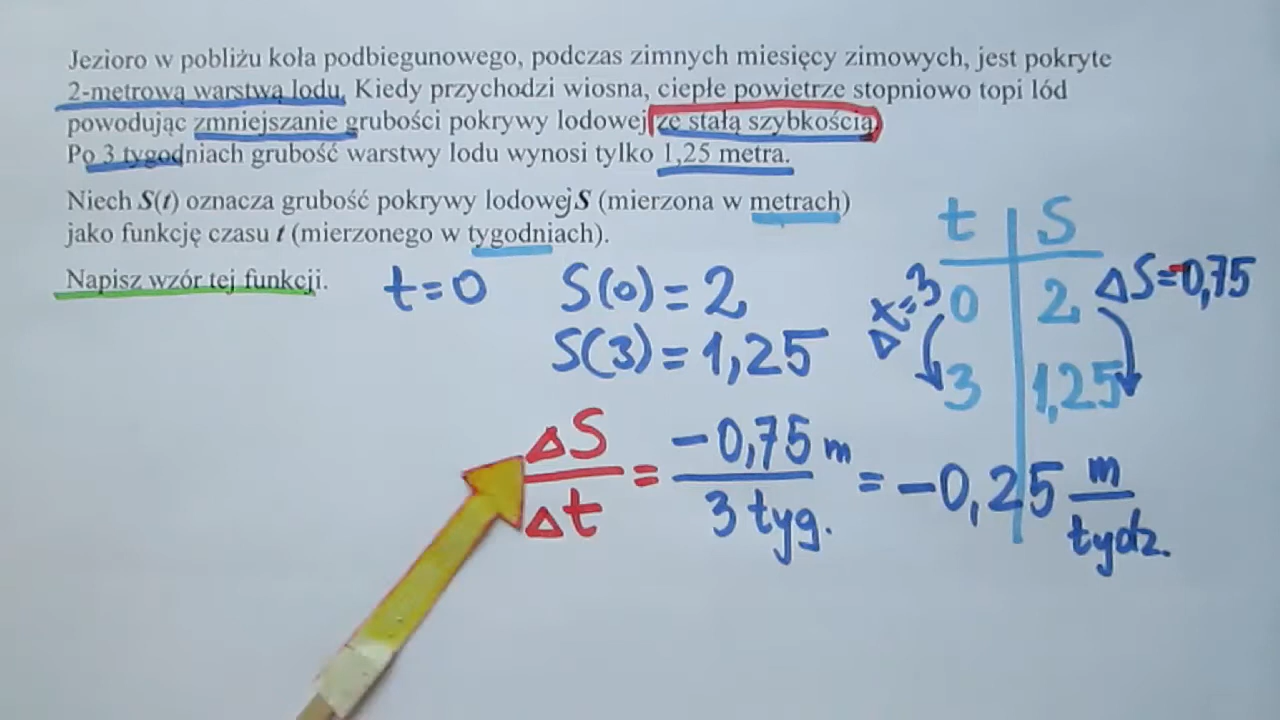 Jezioro w pobliżu koła podbiegunowego, podczas zimnych miesięcy zimowych, jest pokryte
2-metrową warstwą lodu. Kiedy przychodzi wiosna, ciepłe powietrze stopniowo topi lód
powodując zmniejszanie grubości pokrywy lodowej ze stałą szybkością.
Po 3 tygodniach grubość warstwy lodu wynosi tylko 1,25 metra.
Niech S(t) oznacza grubość pokrywy lodowej S (mierzona w metrach)
jako funkcję czasu t (mierzonego w tygodniach).
Napisz wzór tej funkcji.
t=0 S(0)=2
S(3)=1,25
t S
0 2
3 1,25
Δt=3
ΔS=-0,75
ΔS/Δt = -0,75 m/3 tyg. = -0,25 m/tydz.